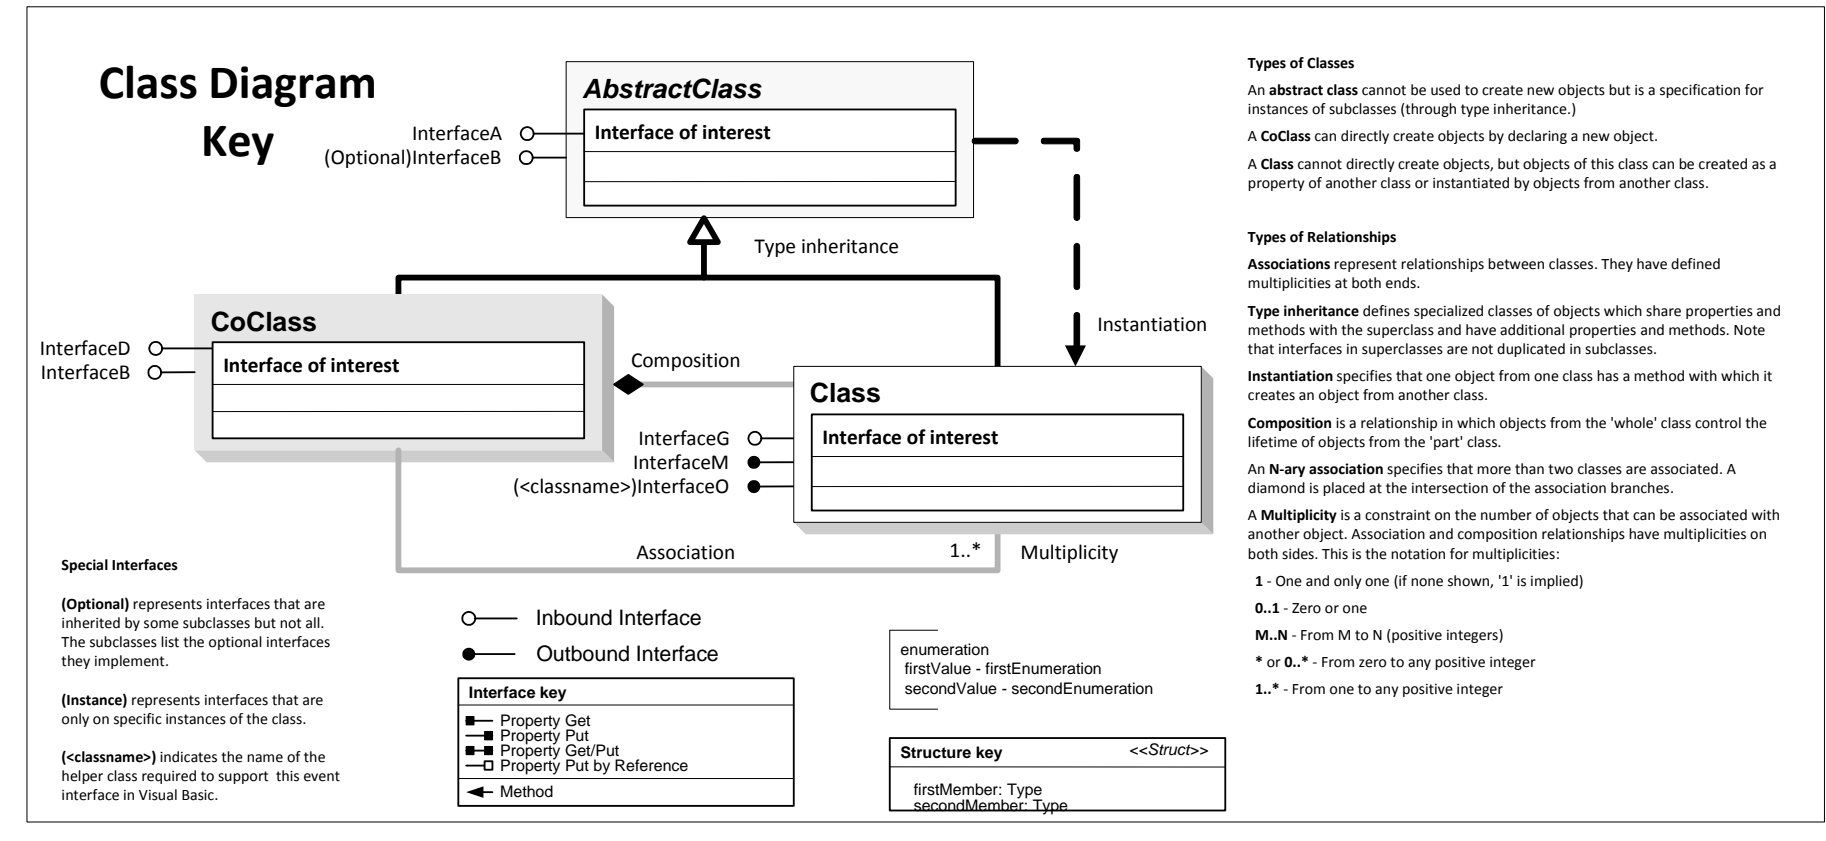 Class Diagram
Key
AbstractClass
Interface of interest
InterfaceA
(Optional)InterfaceB
Type inheritance
Instantiation
CoClass
Interface of interest
InterfaceD
InterfaceB
Composition
Class
Interface of interest
InterfaceG
InterfaceM
(<classname>)InterfaceO
Association
1..*
Multiplicity
Special Interfaces
(Optional) represents interfaces that are
inherited by some subclasses but not all.
The subclasses list the optional interfaces
they implement.
(Instance) represents interfaces that are
only on specific instances of the class.
(<classname>) indicates the name of the
helper class required to support this event
interface in Visual Basic.
Inbound Interface
Outbound Interface
Interface key
Property Get
Property Put
Property Get/Put
Property Put by Reference
Method
enumeration
firstValue - firstEnumeration
secondValue - secondEnumeration
Structure key
<<Struct>>
firstMember: Type
secondMember: Type
Types of Classes
An abstract class cannot be used to create new objects but is a specification for
instances of subclasses (through type inheritance.)
A CoClass can directly create objects by declaring a new object.
A Class cannot directly create objects, but objects of this class can be created as a
property of another class or instantiated by objects from another class.
Types of Relationships
Associations represent relationships between classes. They have defined
multiplicities at both ends.
Type inheritance defines specialized classes of objects which share properties and
methods with the superclass and have additional properties and methods. Note
that interfaces in superclasses are not duplicated in subclasses.
Instantiation specifies that one object from one class has a method with which it
creates an object from another class.
Composition is a relationship in which objects from the 'whole' class control the
lifetime of objects from the 'part' class.
An N-ary association specifies that more than two classes are associated. A
diamond is placed at the intersection of the association branches.
A Multiplicity is a constraint on the number of objects that can be associated with
another object. Association and composition relationships have multiplicities on
both sides. This is the notation for multiplicities:
1 - One and only one (if none shown, '1' is implied)
0..1 - Zero or one
M..N - From M to N (positive integers)
* or 0..* - From zero to any positive integer
1..* - From one to any positive integer